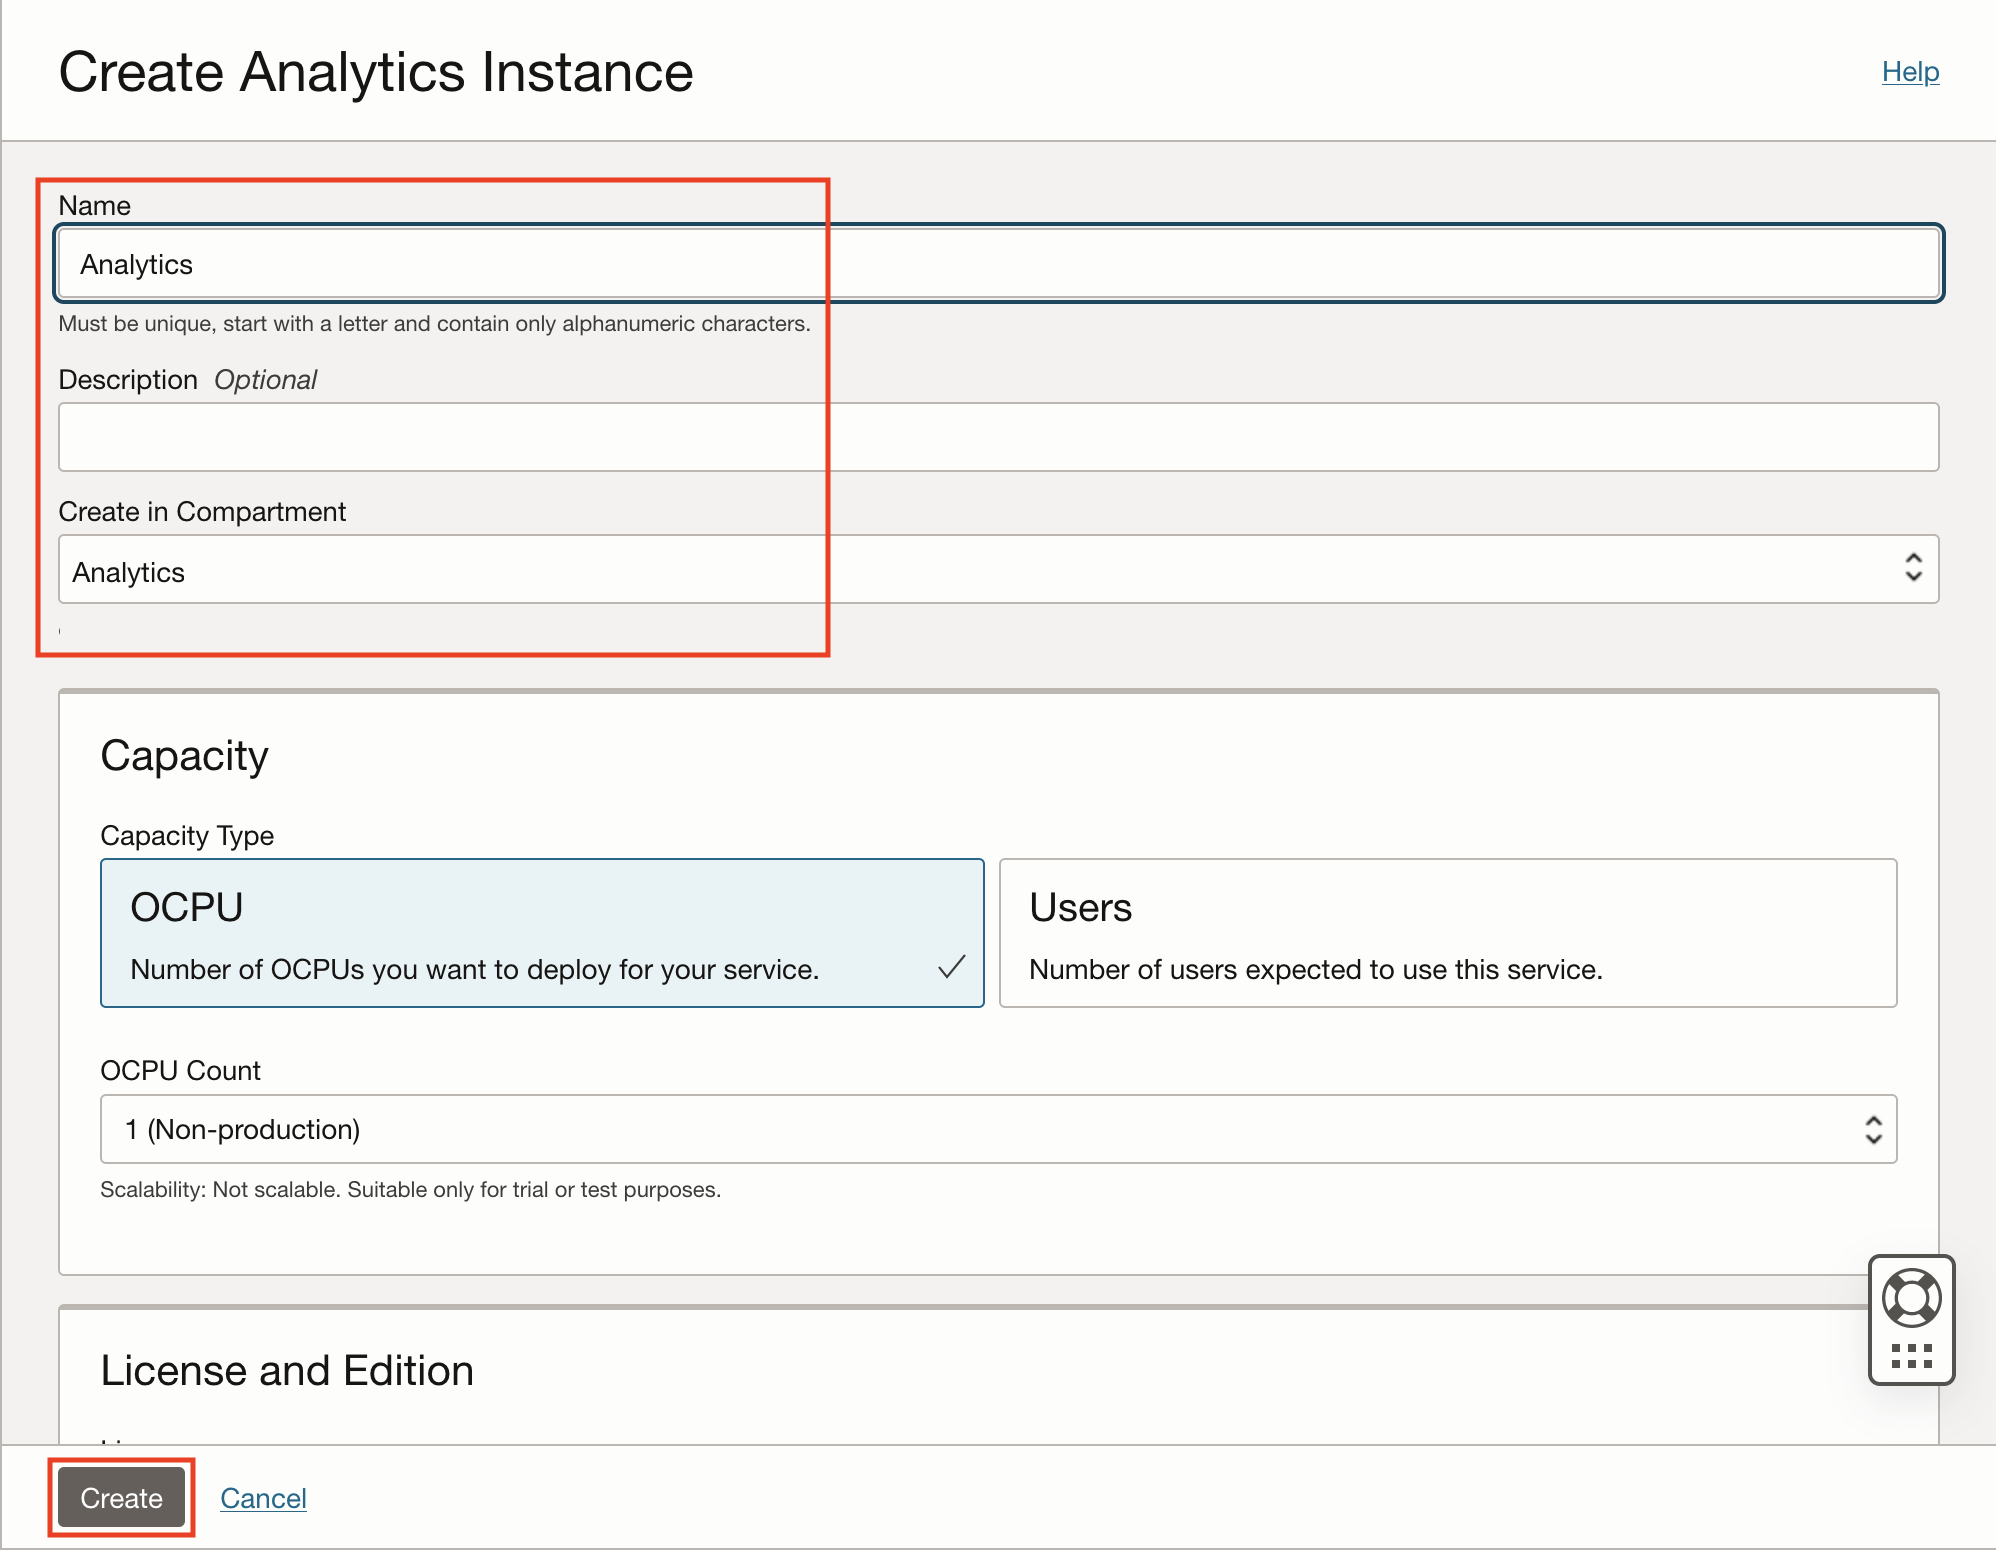 Create Analytics Instance
Help
Name
Analytics
Must be unique, start with a letter and contain only alphanumeric characters.
Description Optional
Create in Compartment
Analytics
Capacity
Capacity Type
OCPU
Number of OCPUs you want to deploy for your service.
Users
Number of users expected to use this service.
OCPU Count
1 (Non-production)
Scalability: Not scalable. Suitable only for trial or test purposes.
License and Edition
Create
Cancel